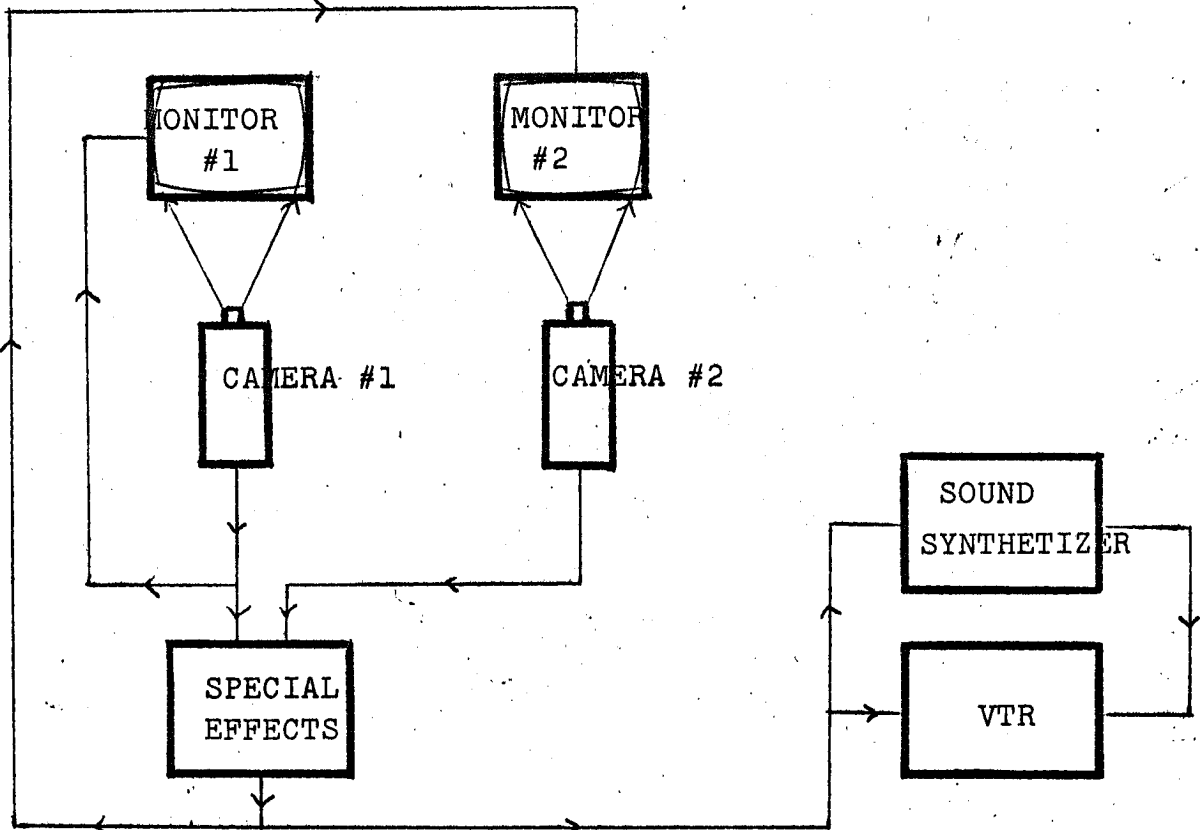 MONITOR
#1
MONITOR
#2
CAMERA #1
CAMERA #2
SOUND
SYNTHETIZER
SPECIAL
EFFECTS
VTR